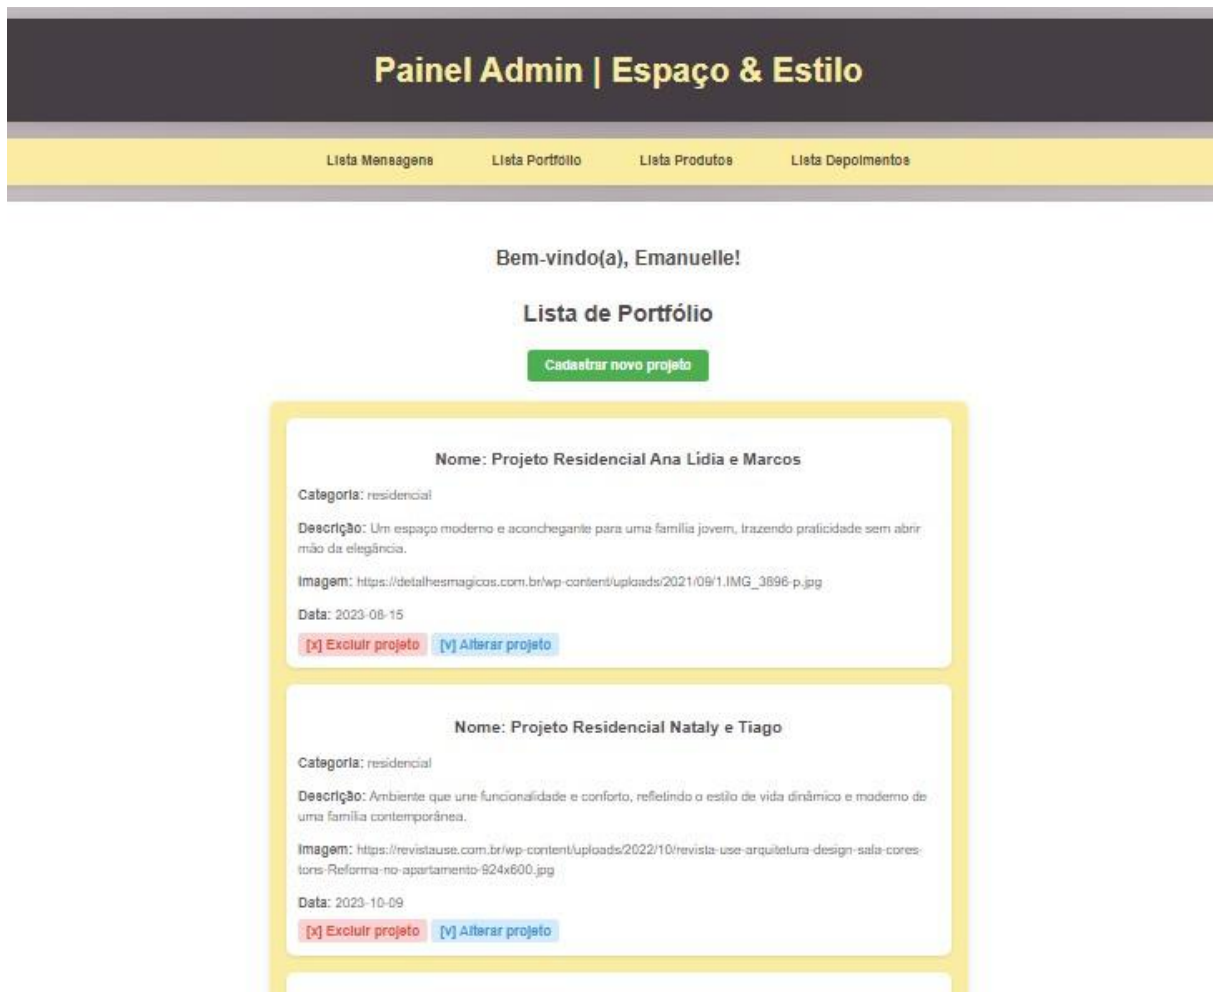 Painel Admin | Espaço & Estilo
Lista Mensagens Lista Portfólio Lista Produtos Lista Depoimentos
Bem-vindo(a), Emanuelle!
Lista de Portfólio
Cadastrar novo projeto
Nome: Projeto Residencial Ana Lídia e Marcos
Categoria: residencial
Descrição: Um espaço moderno e aconchegante para uma família jovem, trazendo praticidade sem abrir
mão da elegância.
Imagem: https://detalhesmagicos.com.br/wp-content/uploads/2021/09/1.IMG_3896-p.jpg
Data: 2023-08-15
[x] Excluir projeto [v] Alterar projeto
Nome: Projeto Residencial Nataly e Tiago
Categoria: residencial
Descrição: Ambiente que une funcionalidade e conforto, refletindo o estilo de vida dinâmico e moderno de
uma família contemporânea.
Imagem: https://revistause.com.br/wp-content/uploads/2022/10/revista-use-arquitetura-design-sala-cores-
tons-Reforma-no-apartamento-924x600.jpg
Data: 2023-10-09
[x] Excluir projeto [v] Alterar projeto